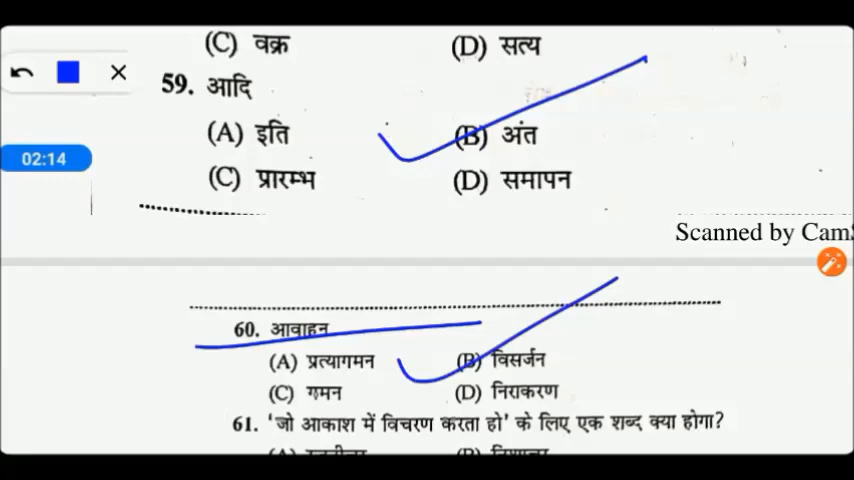 (C) वक्र (D) सत्य
59. आदि
(A) इति (B) अंत
02:14
(C) प्रारम्भ (D) समापन
Scanned by CamS
60. आवाहन
(A) प्रत्यागमन (B) विसर्जन
(C) गमन (D) निराकरण
61. 'जो आकाश में विचरण करता हो' के लिए एक शब्द क्या होगा?
(A) (B)